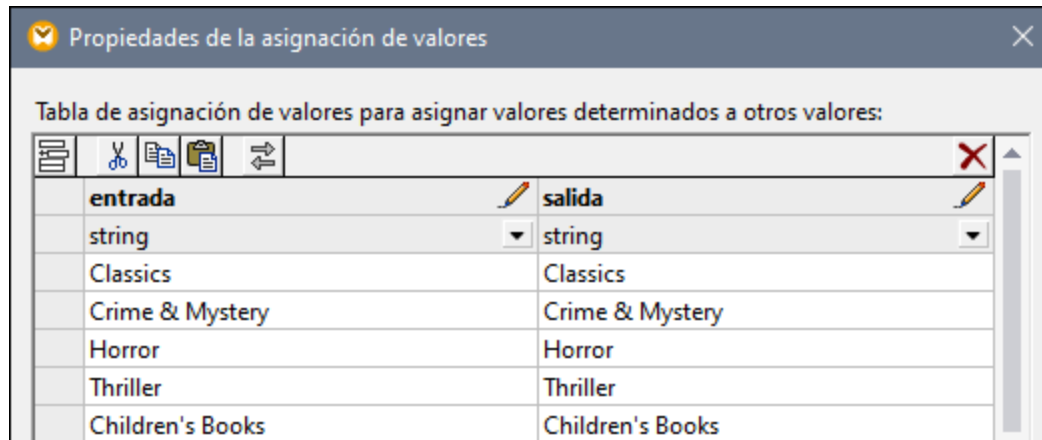 Propiedades de la asignación de valores
Tabla de asignación de valores para asignar valores determinados a otros valores:
entrada salida
string string
Classics Classics
Crime & Mystery Crime & Mystery
Horror Horror
Thriller Thriller
Children's Books Children's Books